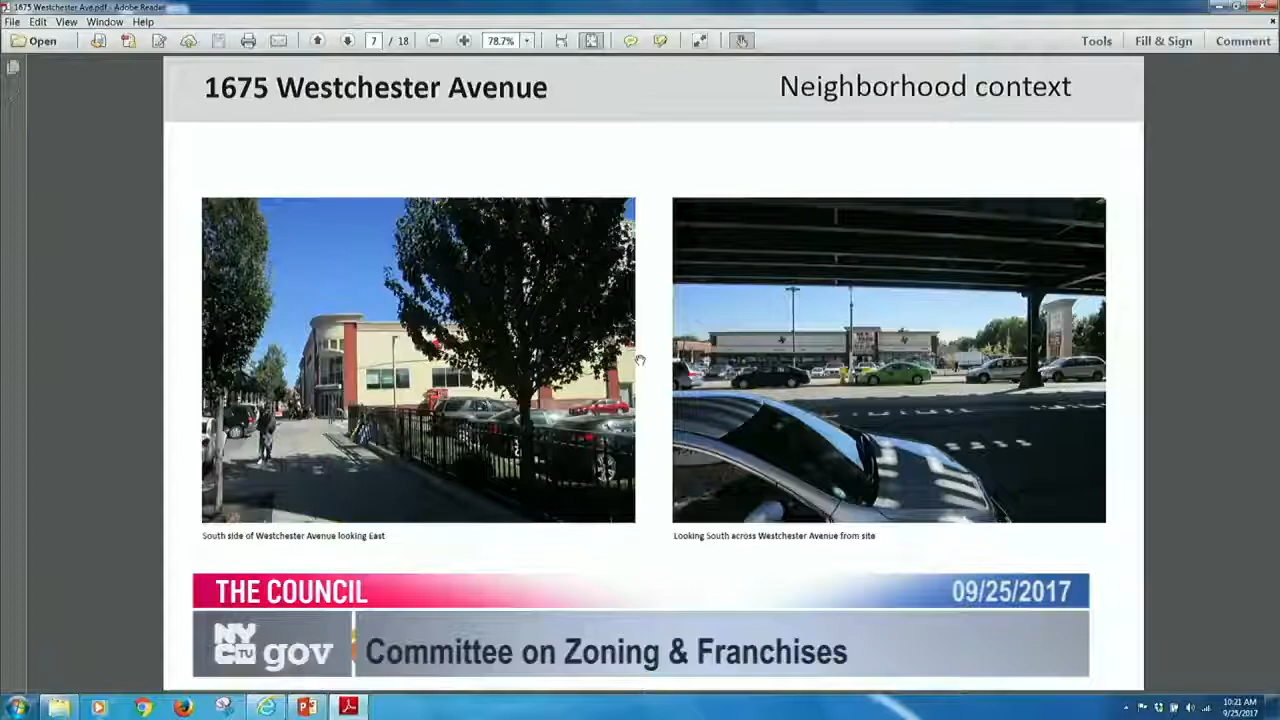 1675 Westchester Ave.pdf - Adobe Reader
File Edit View Window Help
Open 7 / 18 78.7% Tools Fill & Sign Comment
1675 Westchester Avenue
Neighborhood context
South side of Westchester Avenue looking East
Looking South across Westchester Avenue from site
THE COUNCIL
09/25/2017
NYC TV gov
Committee on Zoning & Franchises
10:21 AM
9/25/2017